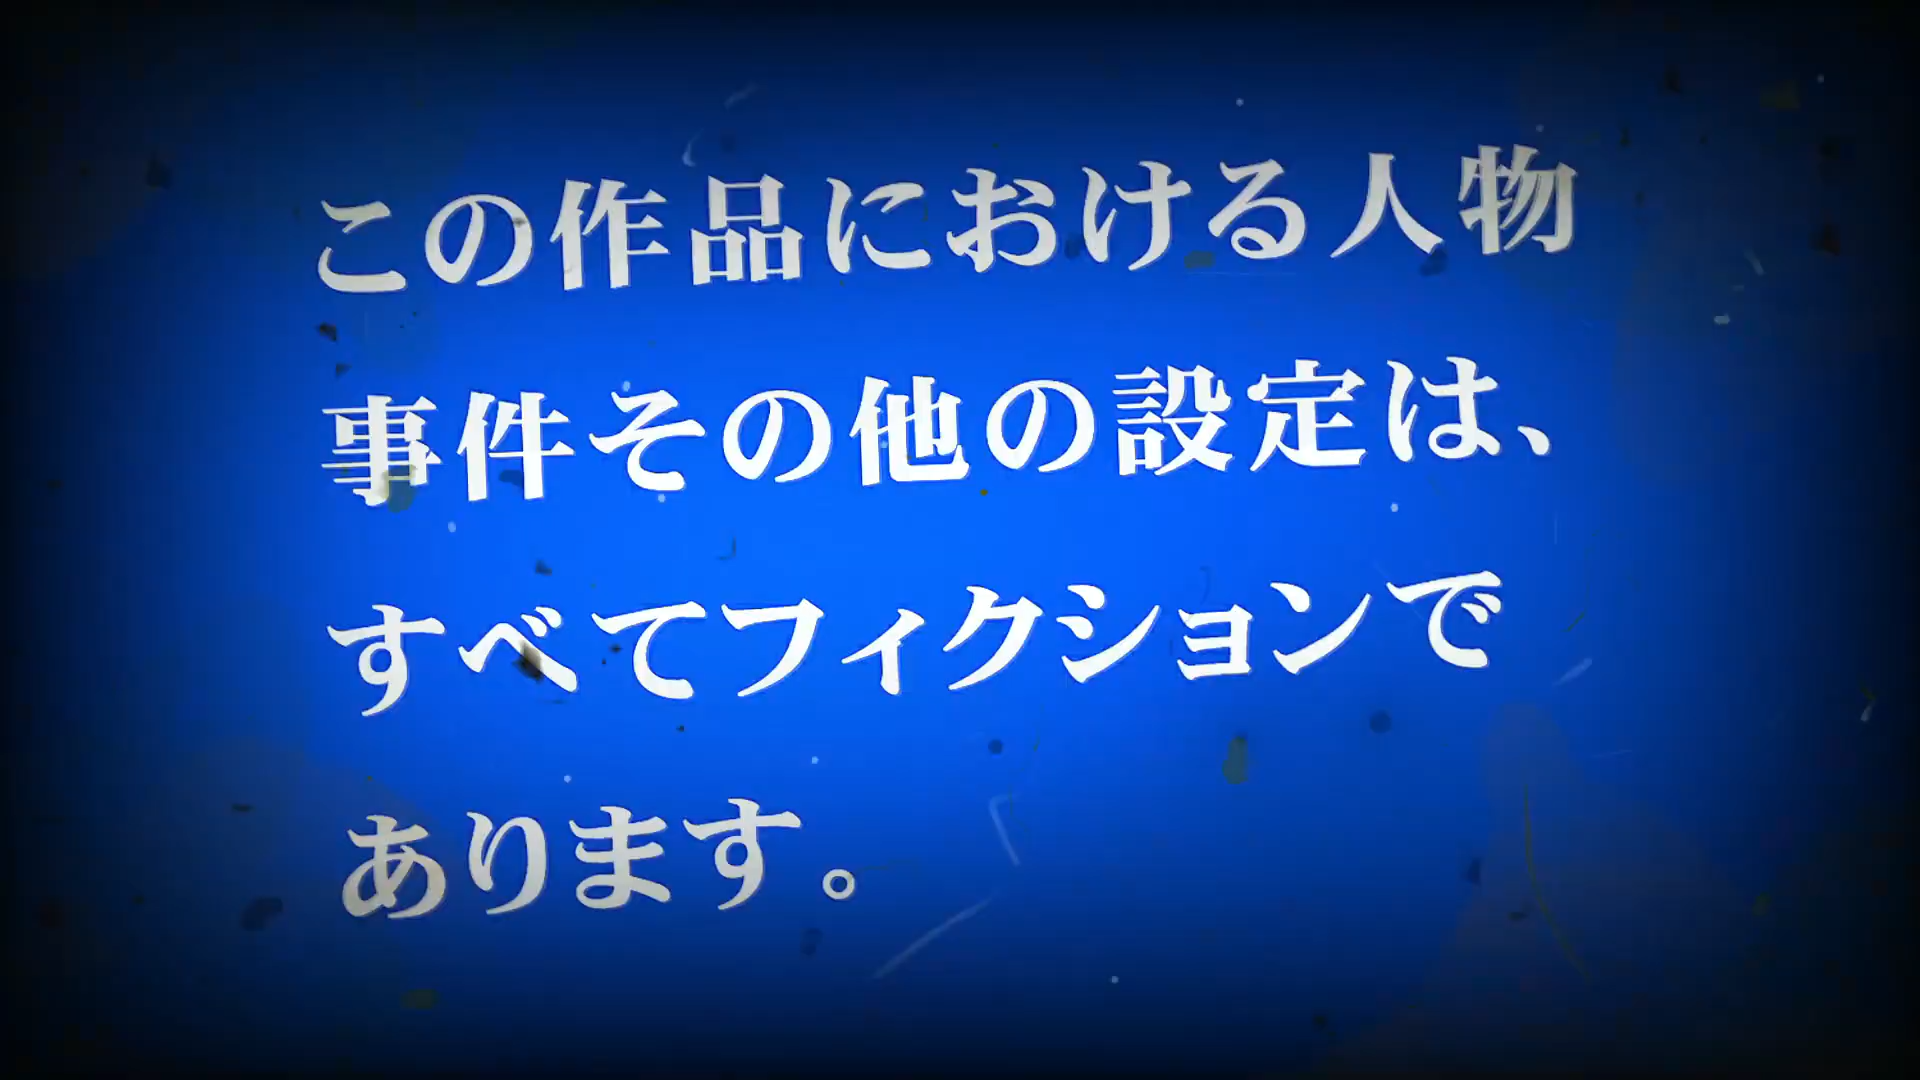 この作品における人物
事件その他の設定は、
すべてフィクションで
あります。